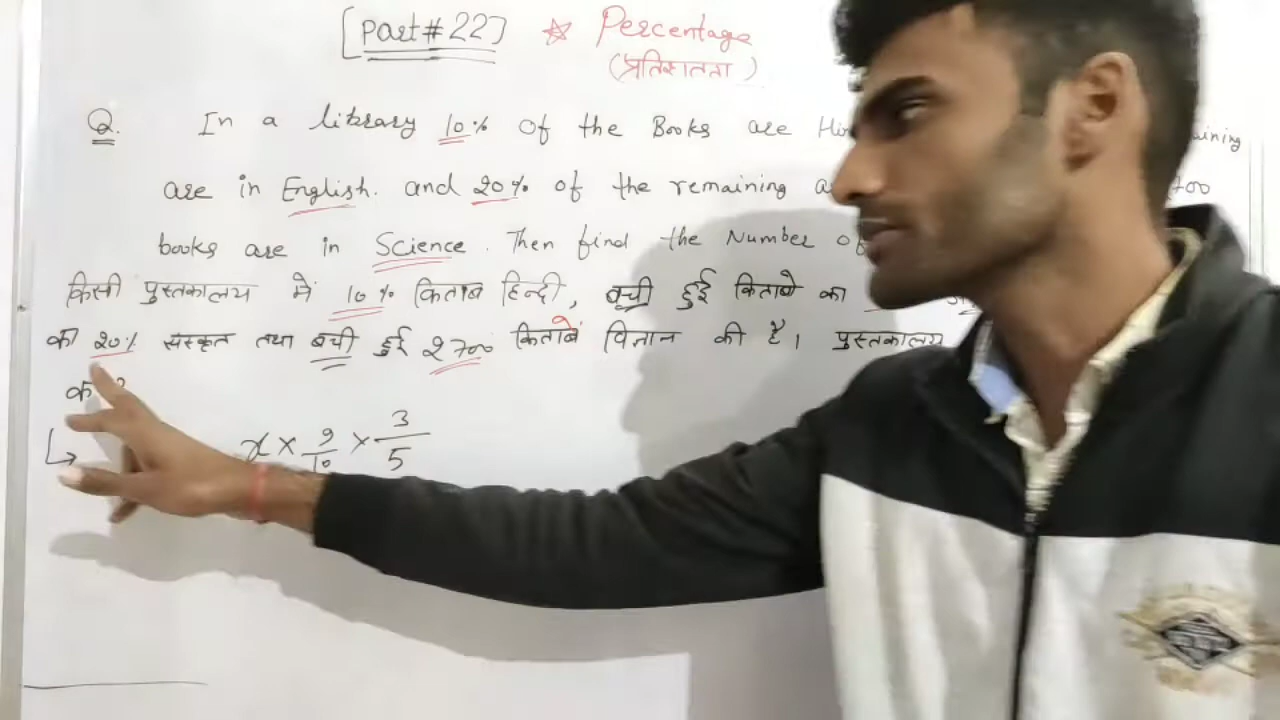 [Part # 22] ☆ Percentage
(प्रतिशतता)
Q. In a library 10% of the Books are
are in English. and 20% of the remaining
books are in Science. Then find the Number
किसी पुस्तकालय में 10% किताब हिन्दी, बची हुई किताबे का
का 20% संस्कृत तथा बची हुई 2700 किताबें विज्ञान की है। पुस्तकालय
x × 9/10 × 3/5